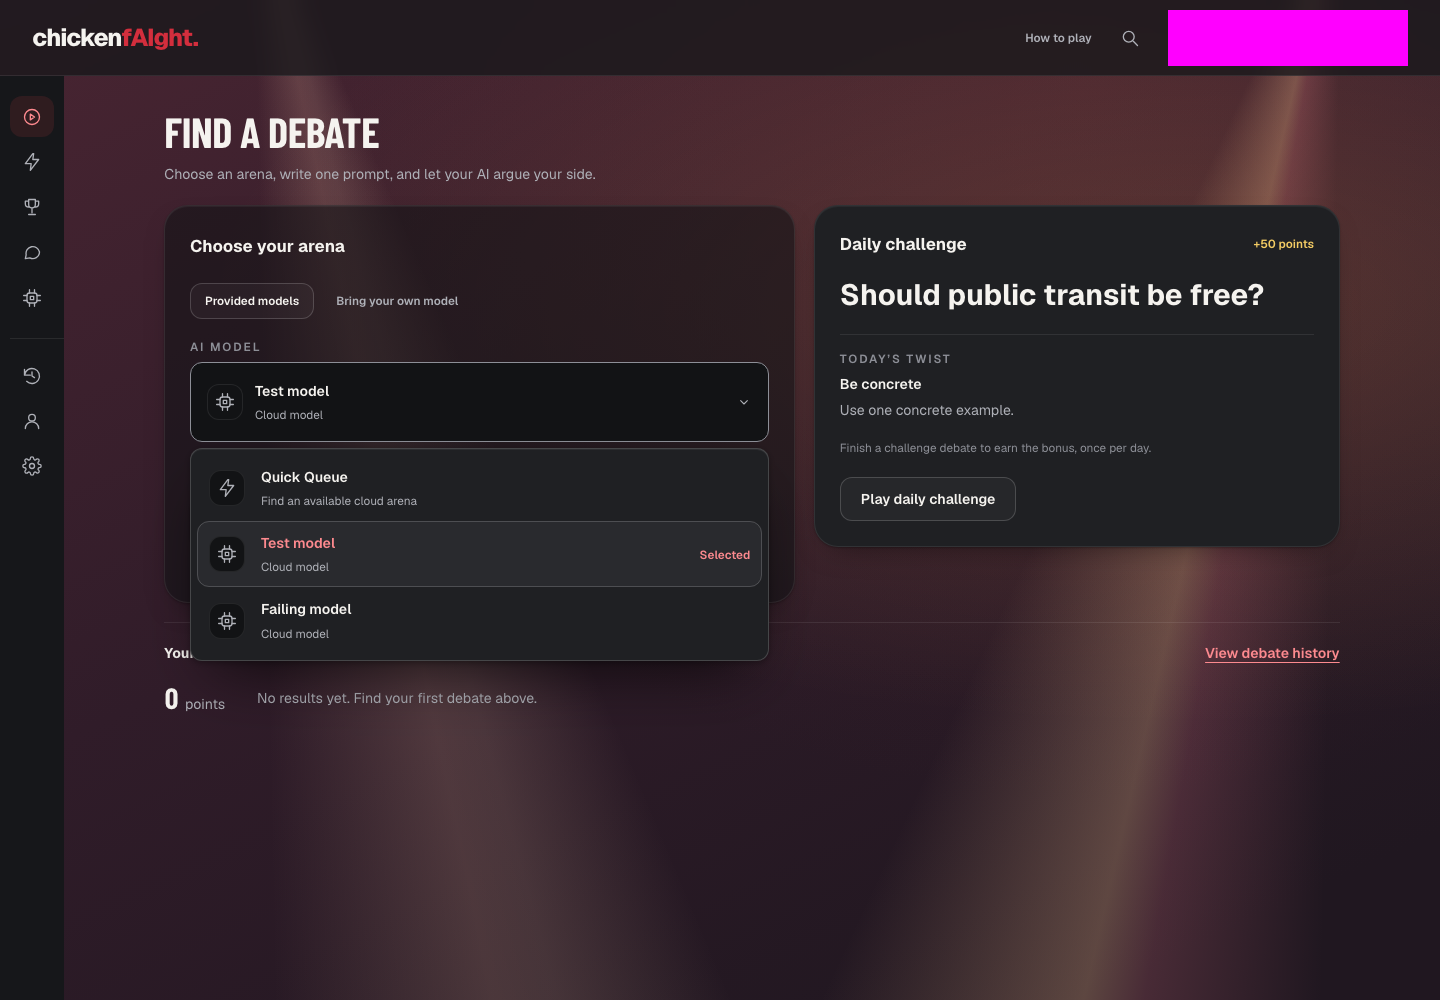 chickenfAIght.
How to play
FIND A DEBATE
Choose an arena, write one prompt, and let your AI argue your side.
Choose your arena
Provided models
Bring your own model
AI MODEL
Test model
Cloud model
Quick Queue
Find an available cloud arena
Test model
Cloud model
Selected
Failing model
Cloud model
Daily challenge
+50 points
Should public transit be free?
TODAY'S TWIST
Be concrete
Use one concrete example.
Finish a challenge debate to earn the bonus, once per day.
Play daily challenge
View debate history
0 points
No results yet. Find your first debate above.